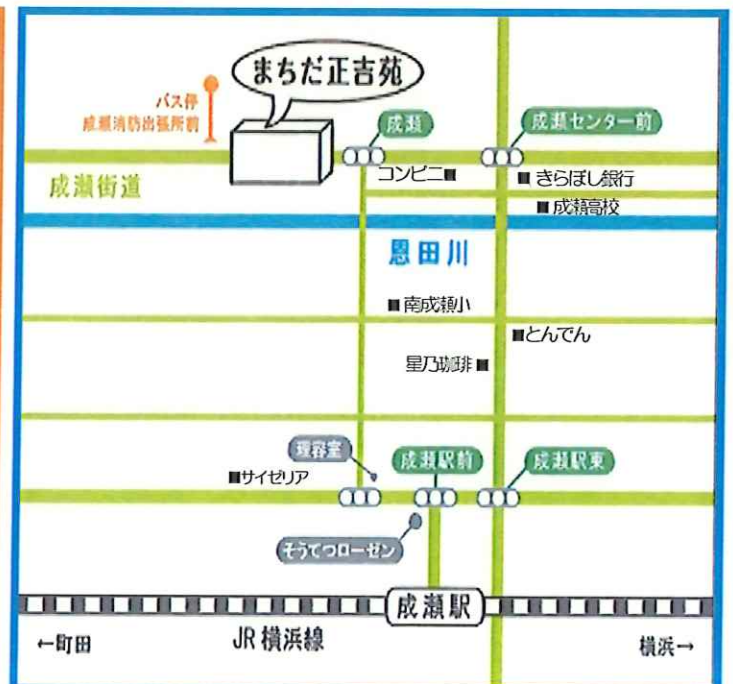 まちだ正吉苑
バス停
成瀬消防出張所前
成瀬
成瀬センター前
コンビニ
きらぼし銀行
成瀬街道
成瀬高校
恩田川
南成瀬小
とんでん
星乃珈琲
理容室
成瀬駅前
成瀬駅東
サイゼリア
そうてつローゼン
成瀬駅
←町田
JR 横浜線
横浜→